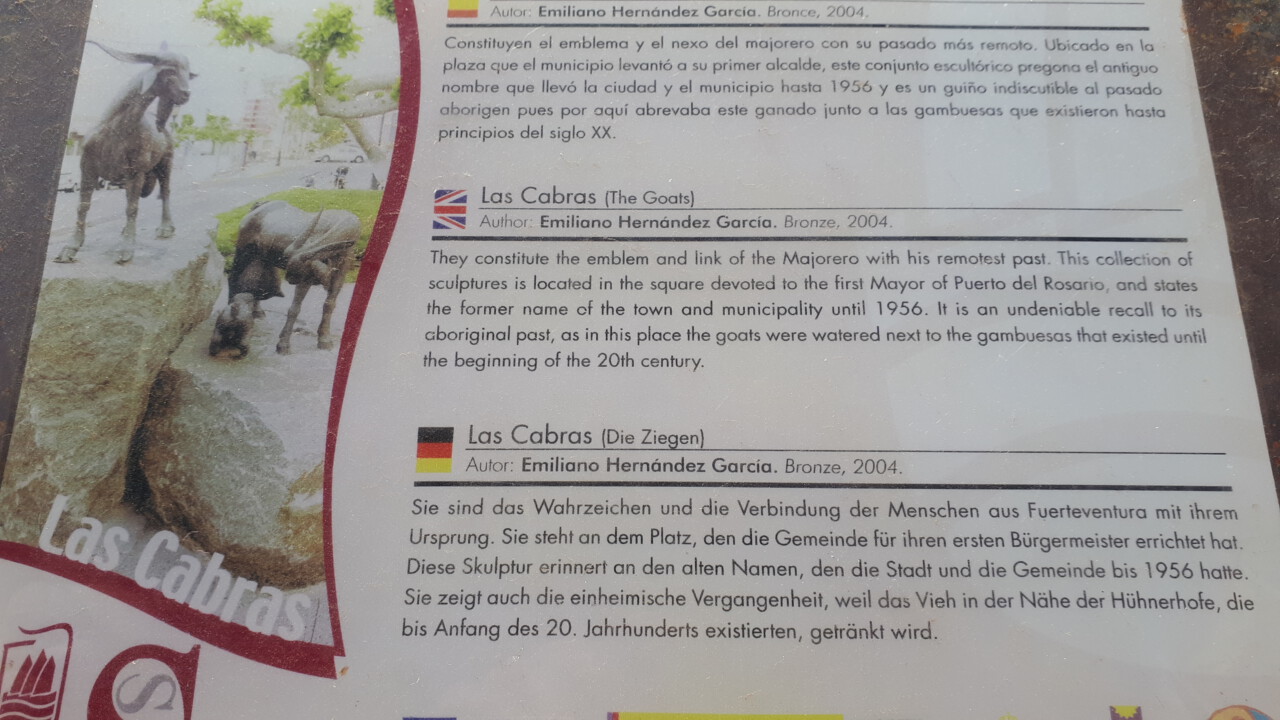 Autor: Emiliano Hernández García. Bronce, 2004.
Constituyen el emblema y el nexo del majorero con su pasado más remoto. Ubicado en la
plaza que el municipio levantó a su primer alcalde, este conjunto escultórico pregona el antiguo
nombre que llevó la ciudad y el municipio hasta 1956 y es un guiño indiscutible al pasado
aborigen pues por aquí abrevaba este ganado junto a las gambuesas que existieron hasta
principios del siglo XX.
Las Cabras (The Goats)
Author: Emiliano Hernández García. Bronze, 2004.
They constitute the emblem and link of the Majorero with his remotest past. This collection of
sculptures is located in the square devoted to the first Mayor of Puerto del Rosario, and states
the former name of the town and municipality until 1956. It is an undeniable recall to its
aboriginal past, as in this place the goats were watered next to the gambuesas that existed until
the beginning of the 20th century.
Las Cabras (Die Ziegen)
Autor: Emiliano Hernández García. Bronze, 2004.
Sie sind das Wahrzeichen und die Verbindung der Menschen aus Fuerteventura mit ihrem
Ursprung. Sie steht an dem Platz, den die Gemeinde für ihren ersten Bürgermeister errichtet hat.
Diese Skulptur erinnert an den alten Namen, den die Stadt und die Gemeinde bis 1956 hatte.
Sie zeigt auch die einheimische Vergangenheit, weil das Vieh in der Nähe der Hühnerhofe, die
bis Anfang des 20. Jahrhunderts existierten, getränkt wird.
Las Cabras
S